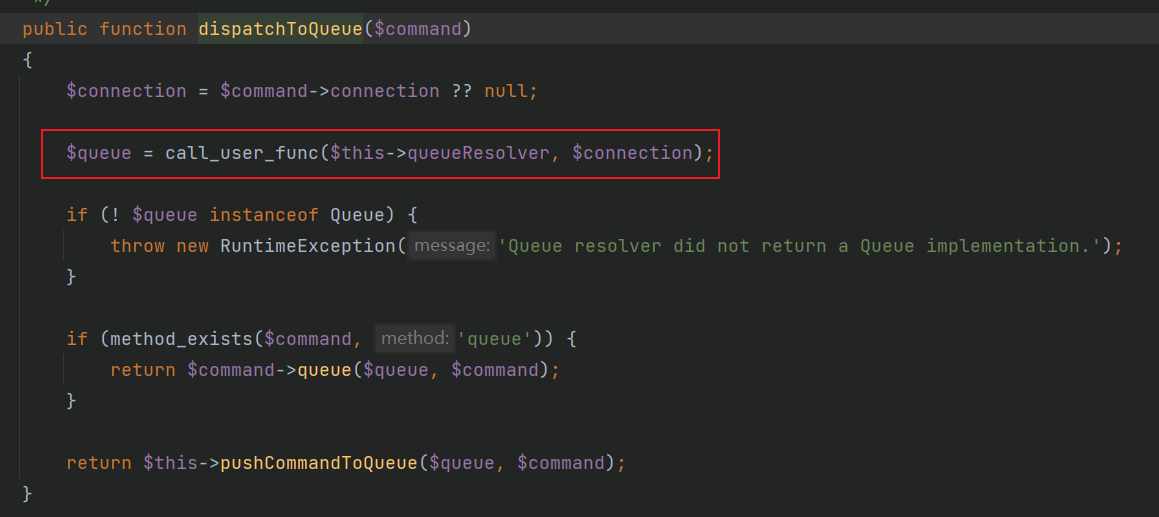 */
public function dispatchToQueue($command)
{
$connection = $command->connection ?? null;
$queue = call_user_func($this->queueResolver, $connection);
if (! $queue instanceof Queue) {
throw new RuntimeException( message: 'Queue resolver did not return a Queue implementation.');
}
if (method_exists($command, method: 'queue')) {
return $command->queue($queue, $command);
}
return $this->pushCommandToQueue($queue, $command);
}